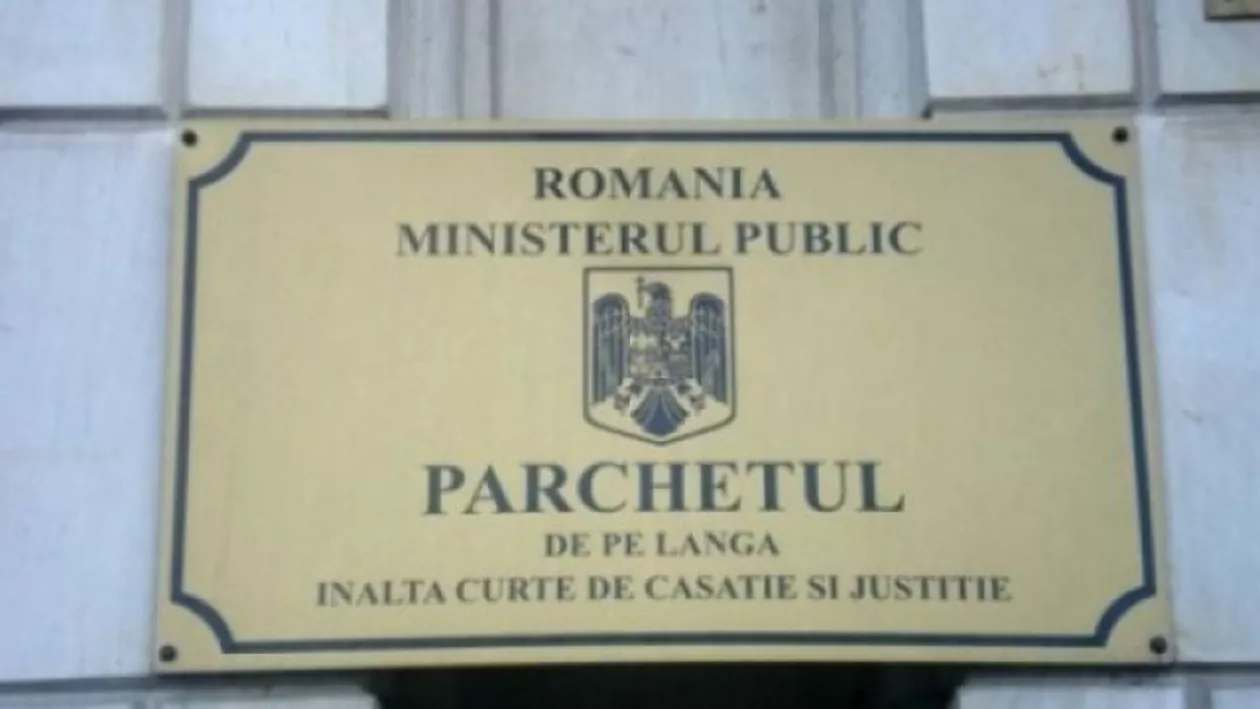 ROMANIA
MINISTERUL PUBLIC
PARCHETUL
DE PE LANGA
INALTA CURTE DE CASATIE SI JUSTITIE